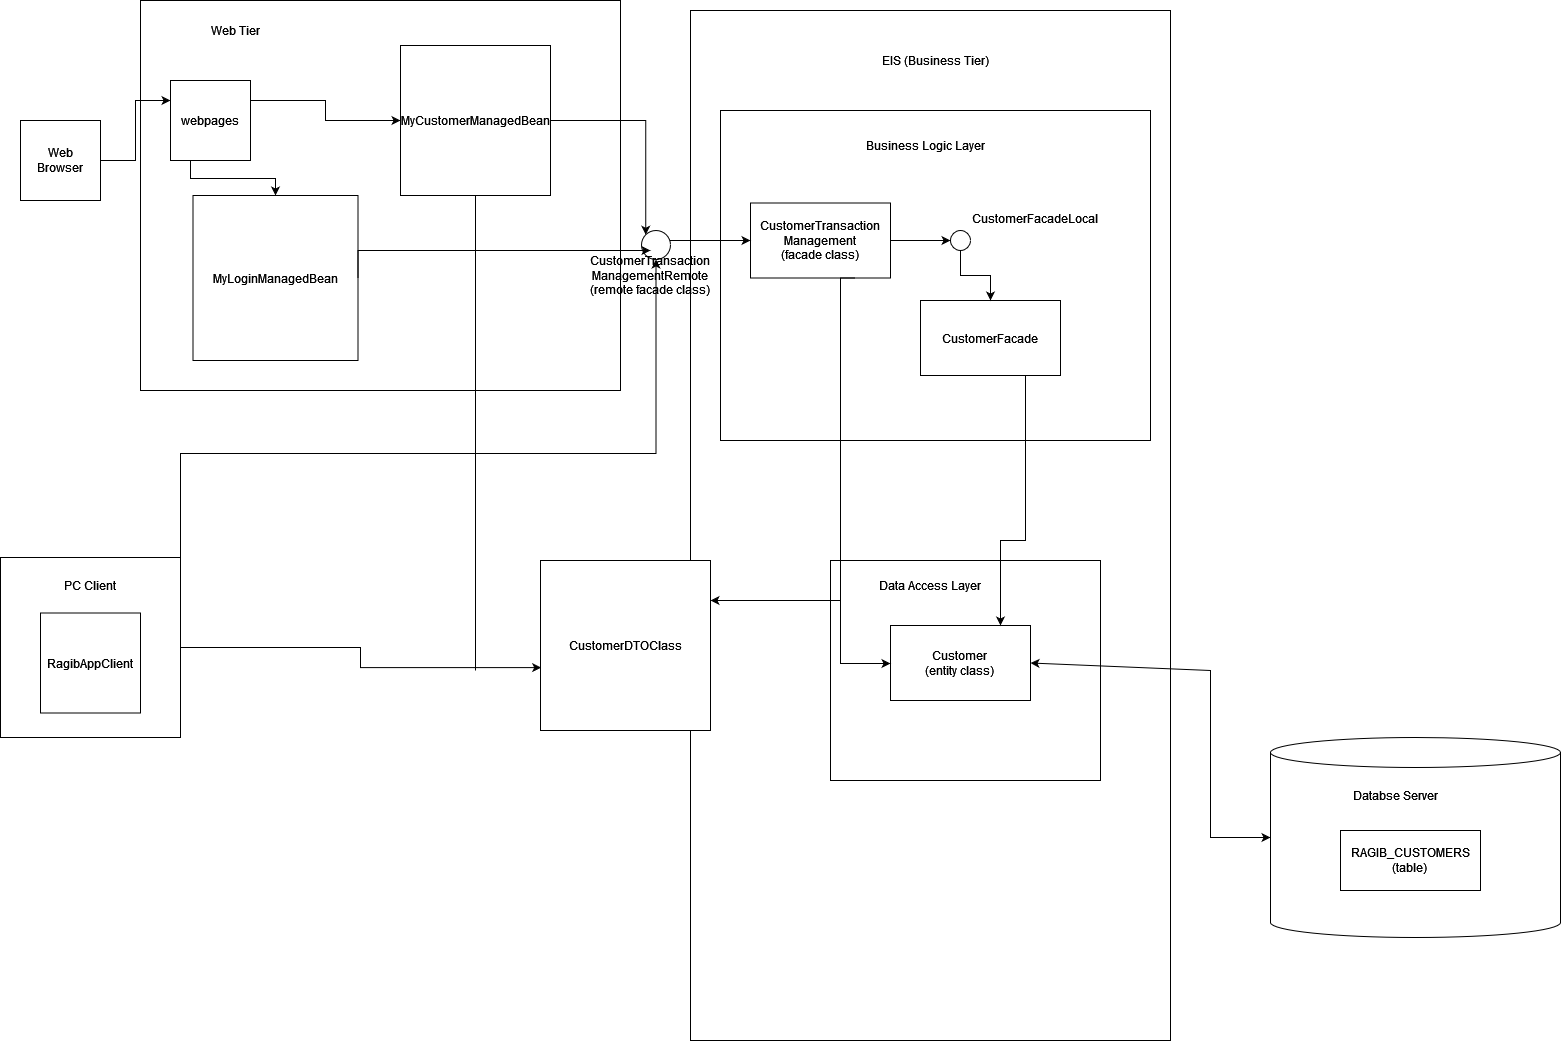 Web Tier
EIS (Business Tier)
webpages
MyCustomerManagedBean
Web
Browser
Business Logic Layer
MyLoginManagedBean
CustomerTransaction
ManagementRemote
(remote facade class)
CustomerTransaction
Management
(facade class)
CustomerFacadeLocal
CustomerFacade
PC Client
RagibAppClient
CustomerDTOClass
Data Access Layer
Customer
(entity class)
Databse Server
RAGIB_CUSTOMERS
(table)